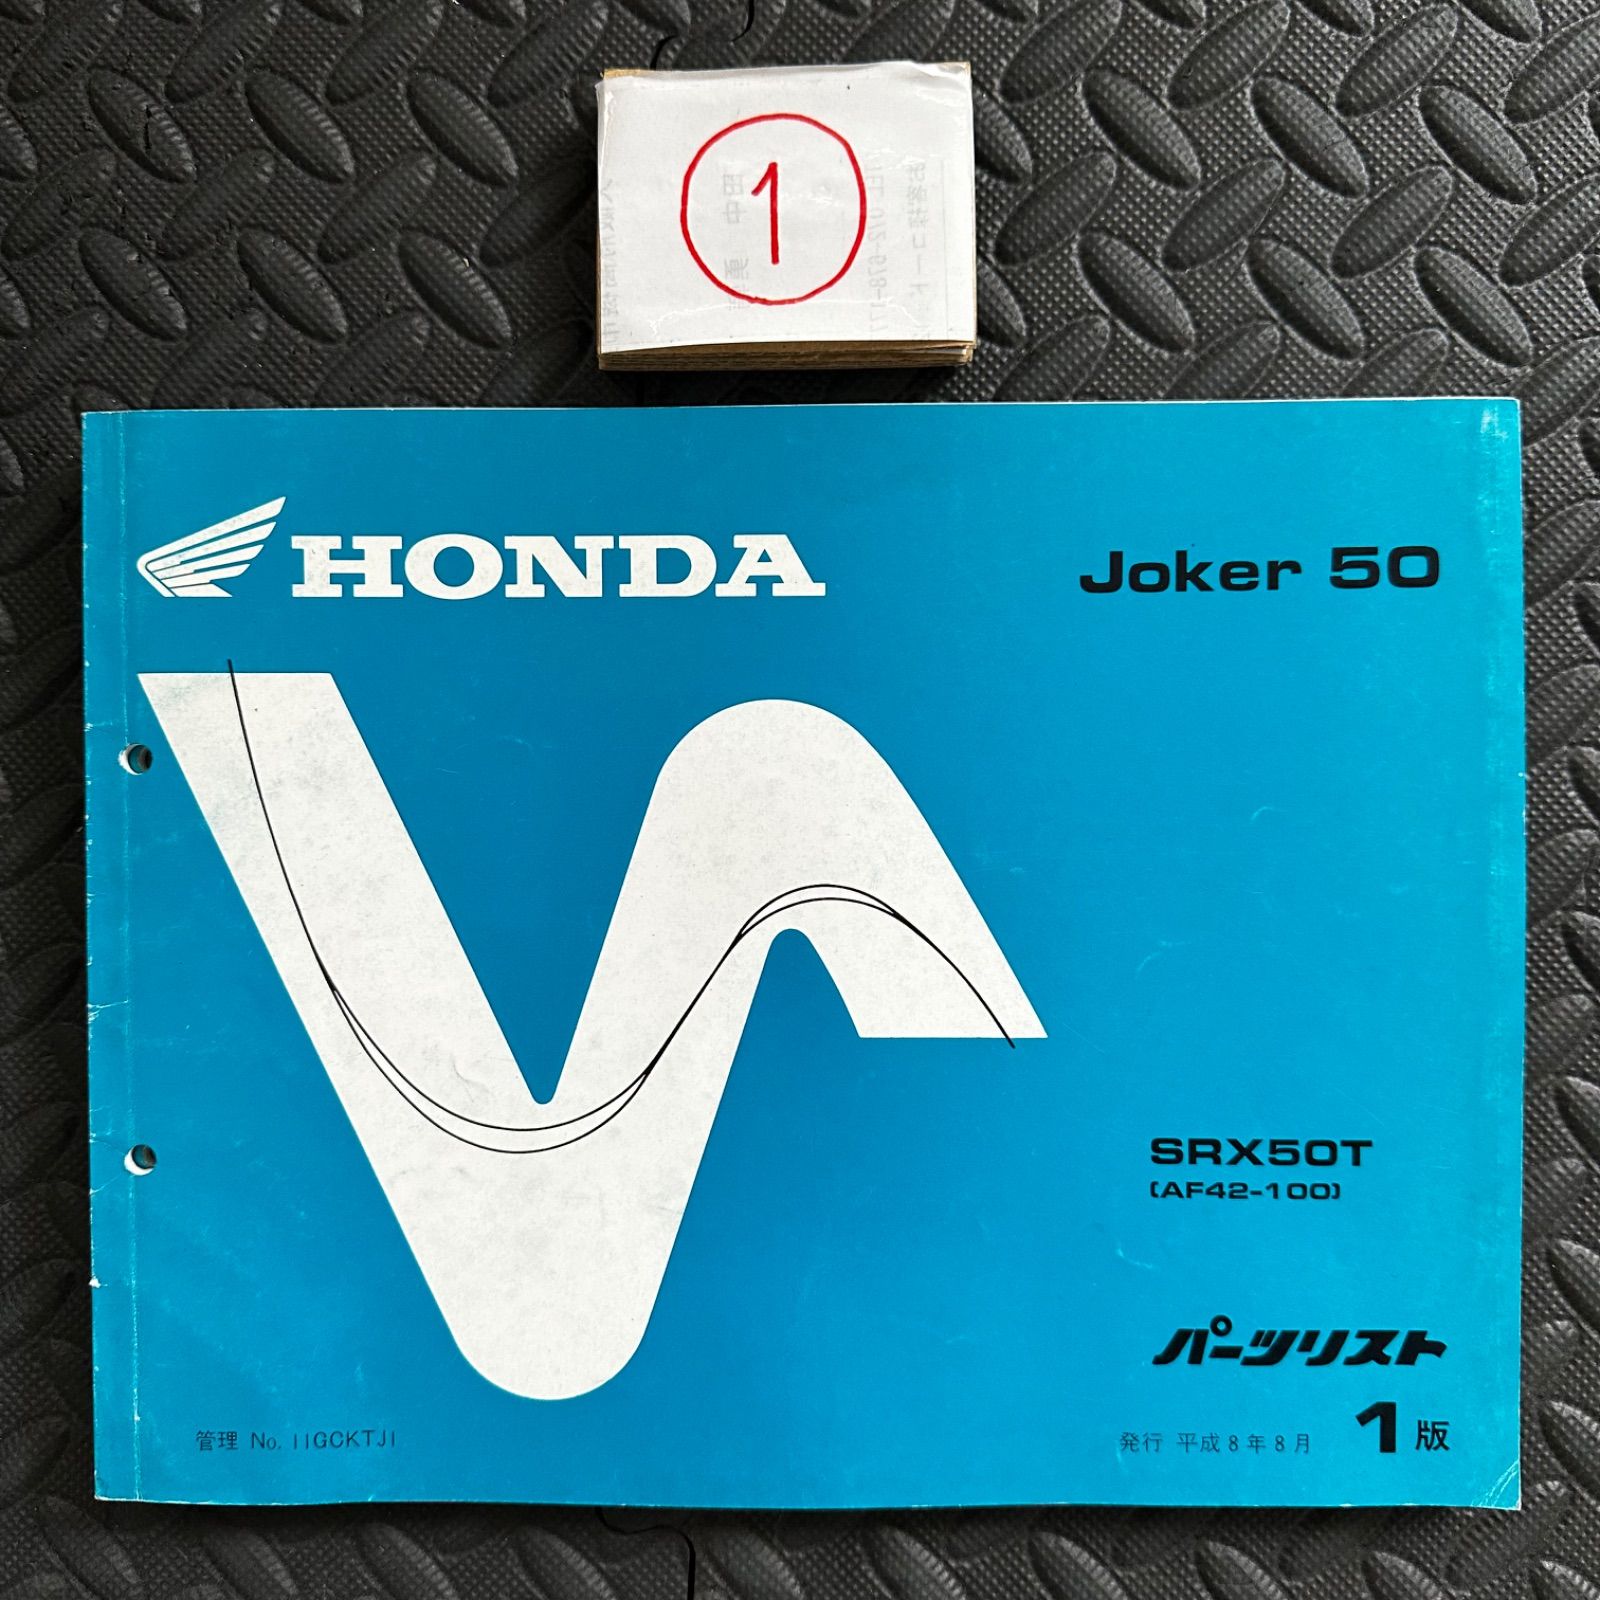 1
HONDA
Joker 50
SRX50T
(AF42-100)
パーツリスト
管理 No. 11GCKTJ1
発行 平成8年8月 1版